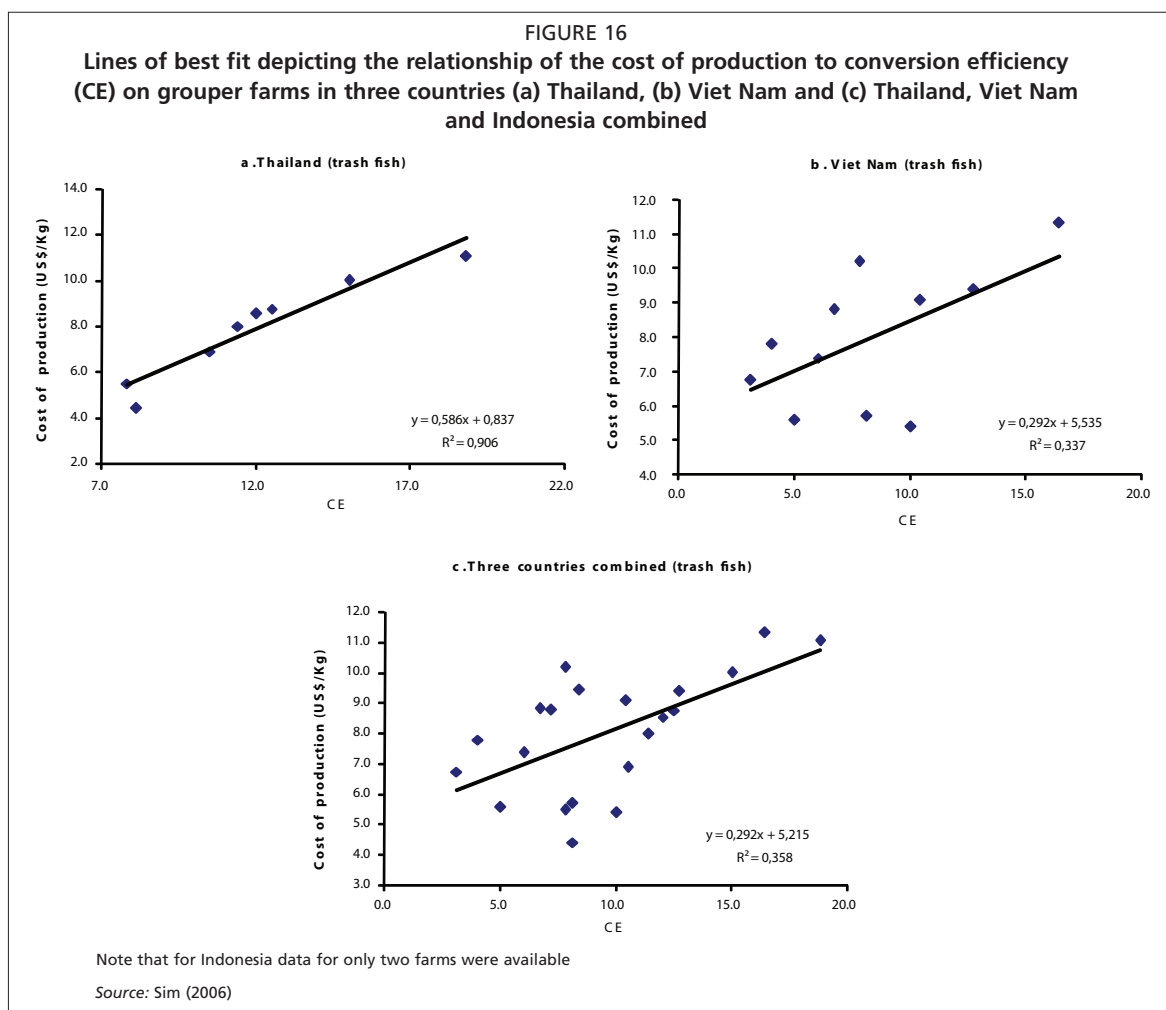 FIGURE 16
Lines of best fit depicting the relationship of the cost of production to conversion efficiency
(CE) on grouper farms in three countries (a) Thailand, (b) Viet Nam and (c) Thailand, Viet Nam
and Indonesia combined
a.Thailand (trash fish)
Cost of production (US$/Kg)
14.0
12.0
10.0
8.0
6.0
4.0
2.0
y = 0,586x + 0,837
R² = 0,906
7.0 12.0 17.0 22.0
CE
b. Viet Nam (trash fish)
Cost of production (US$/Kg)
12.0
11.0
10.0
9.0
8.0
7.0
6.0
5.0
4.0
y = 0,292x + 5,535
R² = 0,337
0.0 5.0 10.0 15.0 20.0
CE
c.Three countries combined (trash fish)
Cost of production (US$/Kg)
12.0
11.0
10.0
9.0
8.0
7.0
6.0
5.0
4.0
3.0
y = 0,292x + 5,215
R² = 0,358
0.0 5.0 10.0 15.0 20.0
CE
Note that for Indonesia data for only two farms were available
Source: Sim (2006)